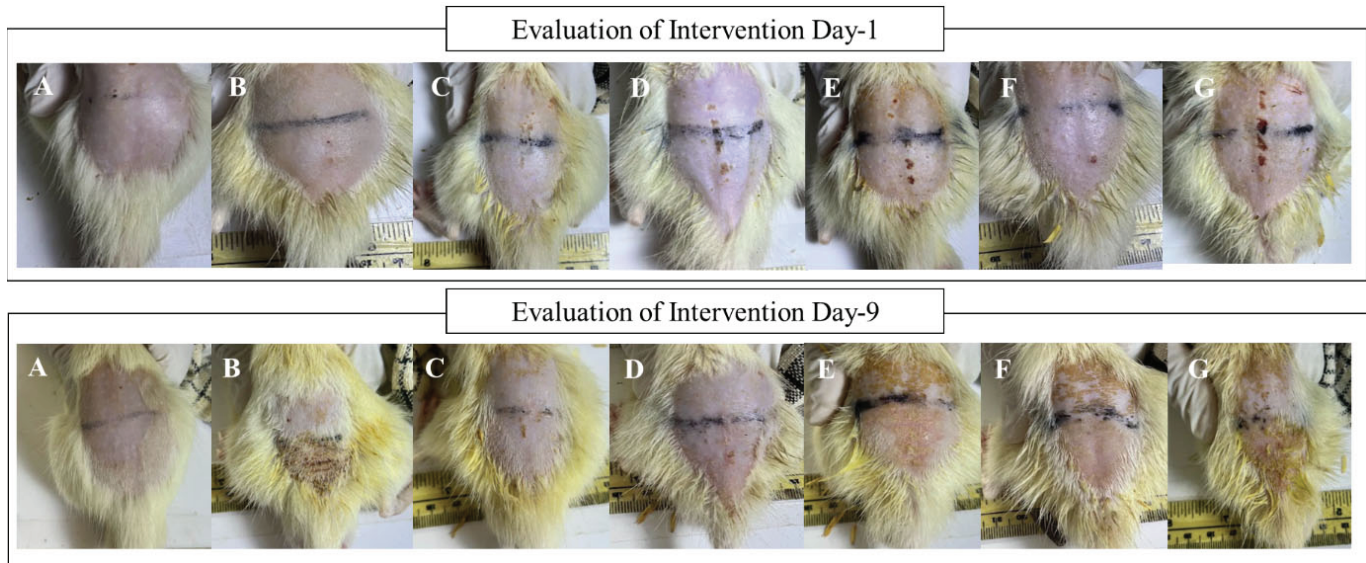 Evaluation of Intervention Day-1
A B C D E F G
Evaluation of Intervention Day-9
A B C D E F G